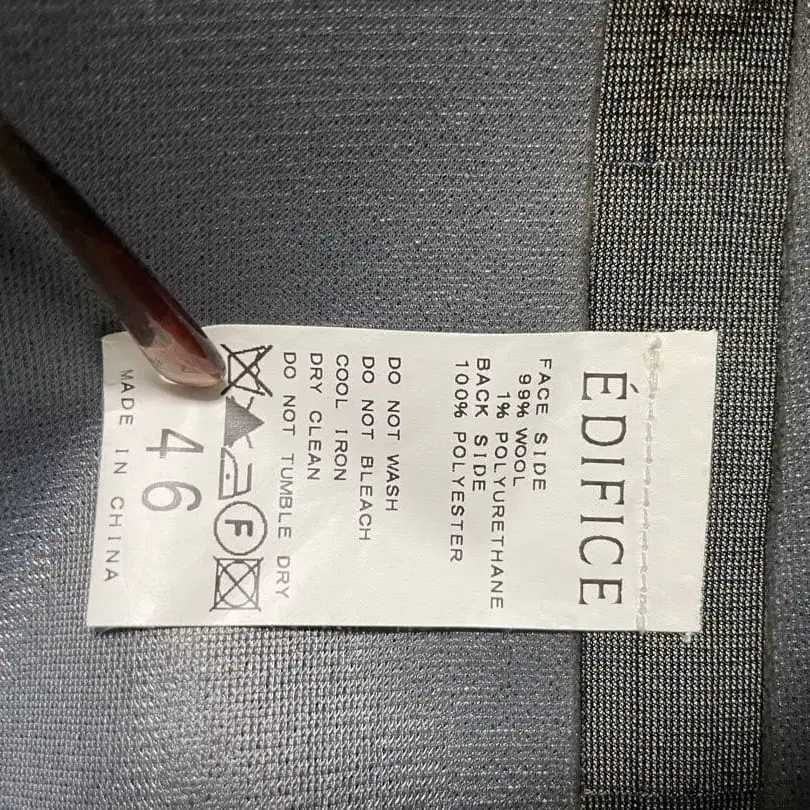 ÉDIFICE
FACE SIDE
99% WOOL
1% POLYURETHANE
BACK SIDE
100% POLYESTER
DO NOT WASH
DO NOT BLEACH
COOL IRON
DRY CLEAN
DO NOT TUMBLE DRY
F
46
MADE IN CHINA